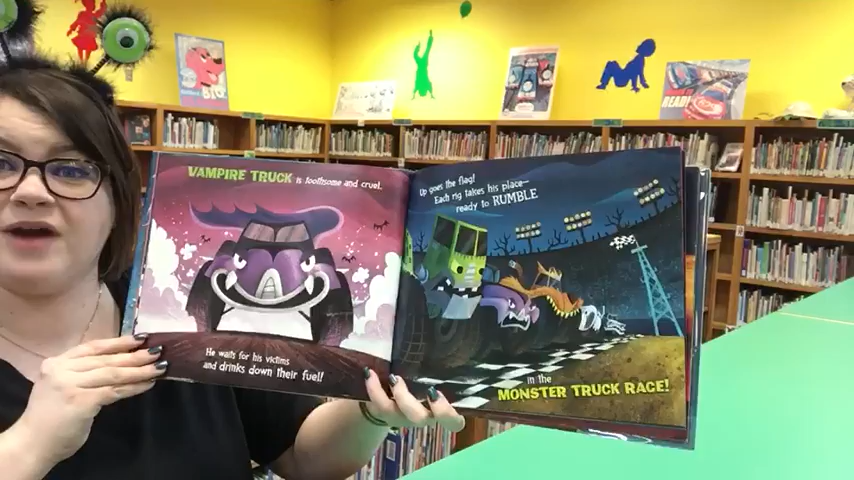 VAMPIRE TRUCK is toothsome and cruel.
He waits for his victims
and drinks down their fuel!
Up goes the flag!
Each rig takes his place—
ready to RUMBLE
in the
MONSTER TRUCK RACE!
BIG
READ!